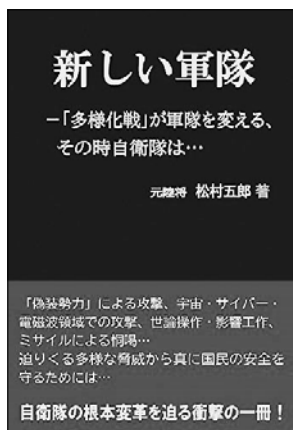 新しい軍隊
－「多様化戦」が軍隊を変える、
その時自衛隊は…
元陸将 松村五郎 著
「偽装勢力」による攻撃、宇宙・サイバー・
電磁波領域での攻撃、世論操作・影響工作、
ミサイルによる恫喝…
迫りくる多様な脅威から真に国民の安全を
守るためには…
自衛隊の根本変革を迫る衝撃の一冊！